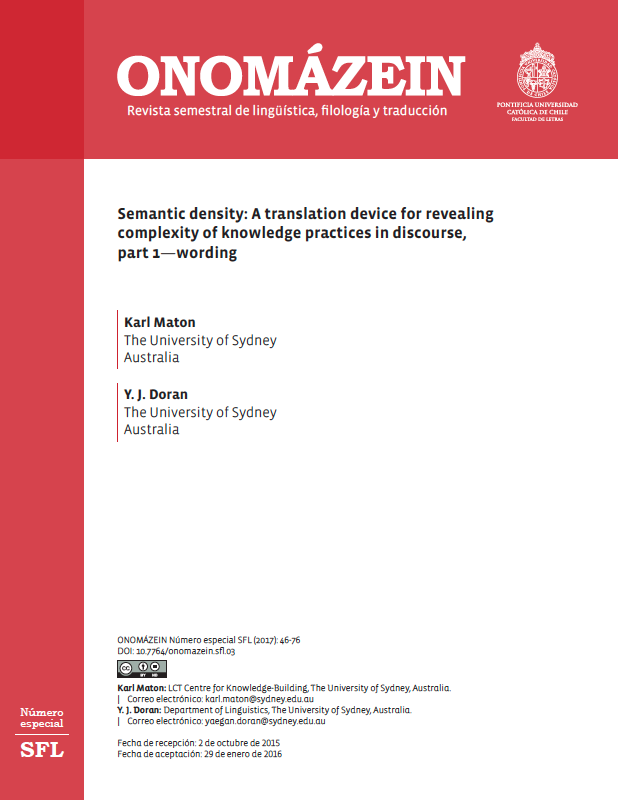 ONOMÁZEIN
Revista semestral de lingüística, filología y traducción
PONTIFICIA UNIVERSIDAD
CATÓLICA DE CHILE
FACULTAD DE LETRAS
Semantic density: A translation device for revealing
complexity of knowledge practices in discourse,
part 1—wording
Karl Maton
The University of Sydney
Australia
Y. J. Doran
The University of Sydney
Australia
ONOMÁZEIN Número especial SFL (2017): 46-76
DOI: 10.7764/onomazein.sfl.03
cc
BY ND
Karl Maton: LCT Centre for Knowledge-Building, The University of Sydney, Australia.
| Correo electrónico: karl.maton@sydney.edu.au
Y. J. Doran: Department of Linguistics, The University of Sydney, Australia.
| Correo electrónico: yaegan.doran@sydney.edu.au
Fecha de recepción: 2 de octubre de 2015
Fecha de aceptación: 29 de enero de 2016
Número
especial
SFL